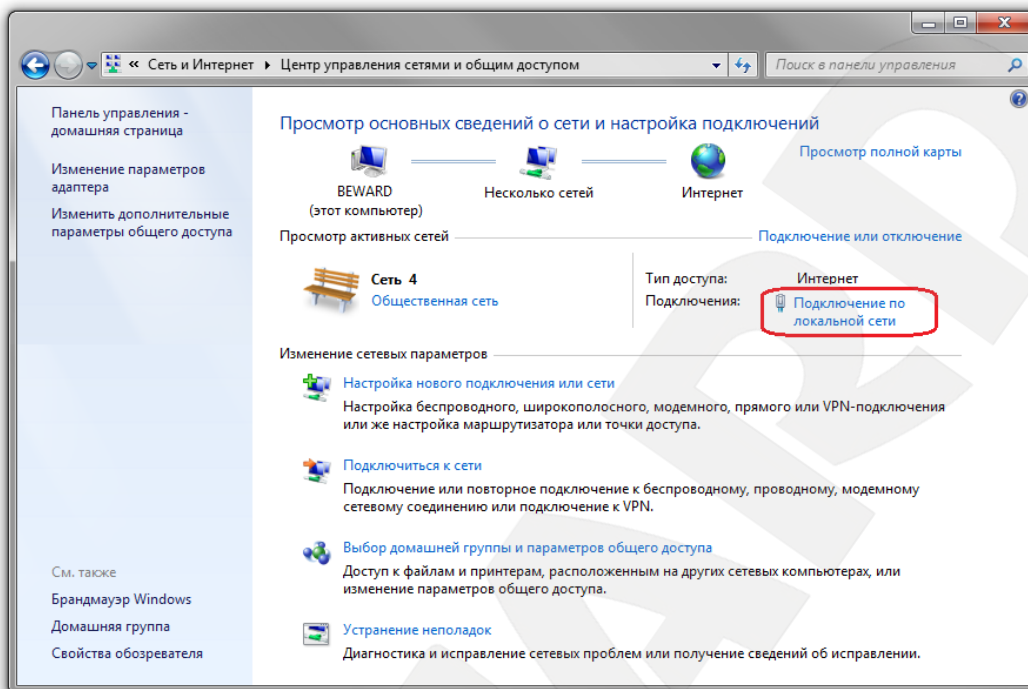 « Сеть и Интернет ▸ Центр управления сетями и общим доступом
Поиск в панели управления
Панель управления -
домашняя страница
Изменение параметров
адаптера
Изменить дополнительные
параметры общего доступа
См. также
Брандмауэр Windows
Домашняя группа
Свойства обозревателя
Просмотр основных сведений о сети и настройка подключений
Просмотр полной карты
BEWARD
(этот компьютер)
Несколько сетей
Интернет
Просмотр активных сетей
Подключение или отключение
Сеть 4
Общественная сеть
Тип доступа: Интернет
Подключения: Подключение по
локальной сети
Изменение сетевых параметров
Настройка нового подключения или сети
Настройка беспроводного, широкополосного, модемного, прямого или VPN-подключения
или же настройка маршрутизатора или точки доступа.
Подключиться к сети
Подключение или повторное подключение к беспроводному, проводному, модемному
сетевому соединению или подключение к VPN.
Выбор домашней группы и параметров общего доступа
Доступ к файлам и принтерам, расположенным на других сетевых компьютерах, или
изменение параметров общего доступа.
Устранение неполадок
Диагностика и исправление сетевых проблем или получение сведений об исправлении.